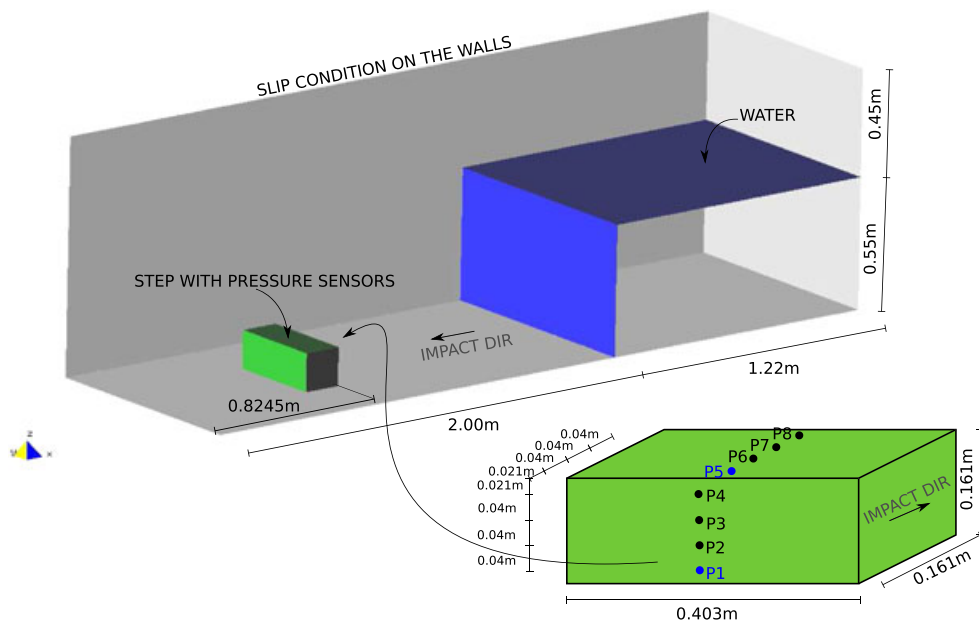 SLIP CONDITION ON THE WALLS
0.45m
WATER
0.55m
STEP WITH PRESSURE SENSORS
IMPACT DIR
1.22m
0.8245m
2.00m
z
y
x
0.04m
0.04m
0.04m
0.021m
0.021m
0.04m
0.04m
0.04m
P8
P7
P6
P5
P4
P3
P2
P1
IMPACT DIR
0.161m
0.161m
0.403m